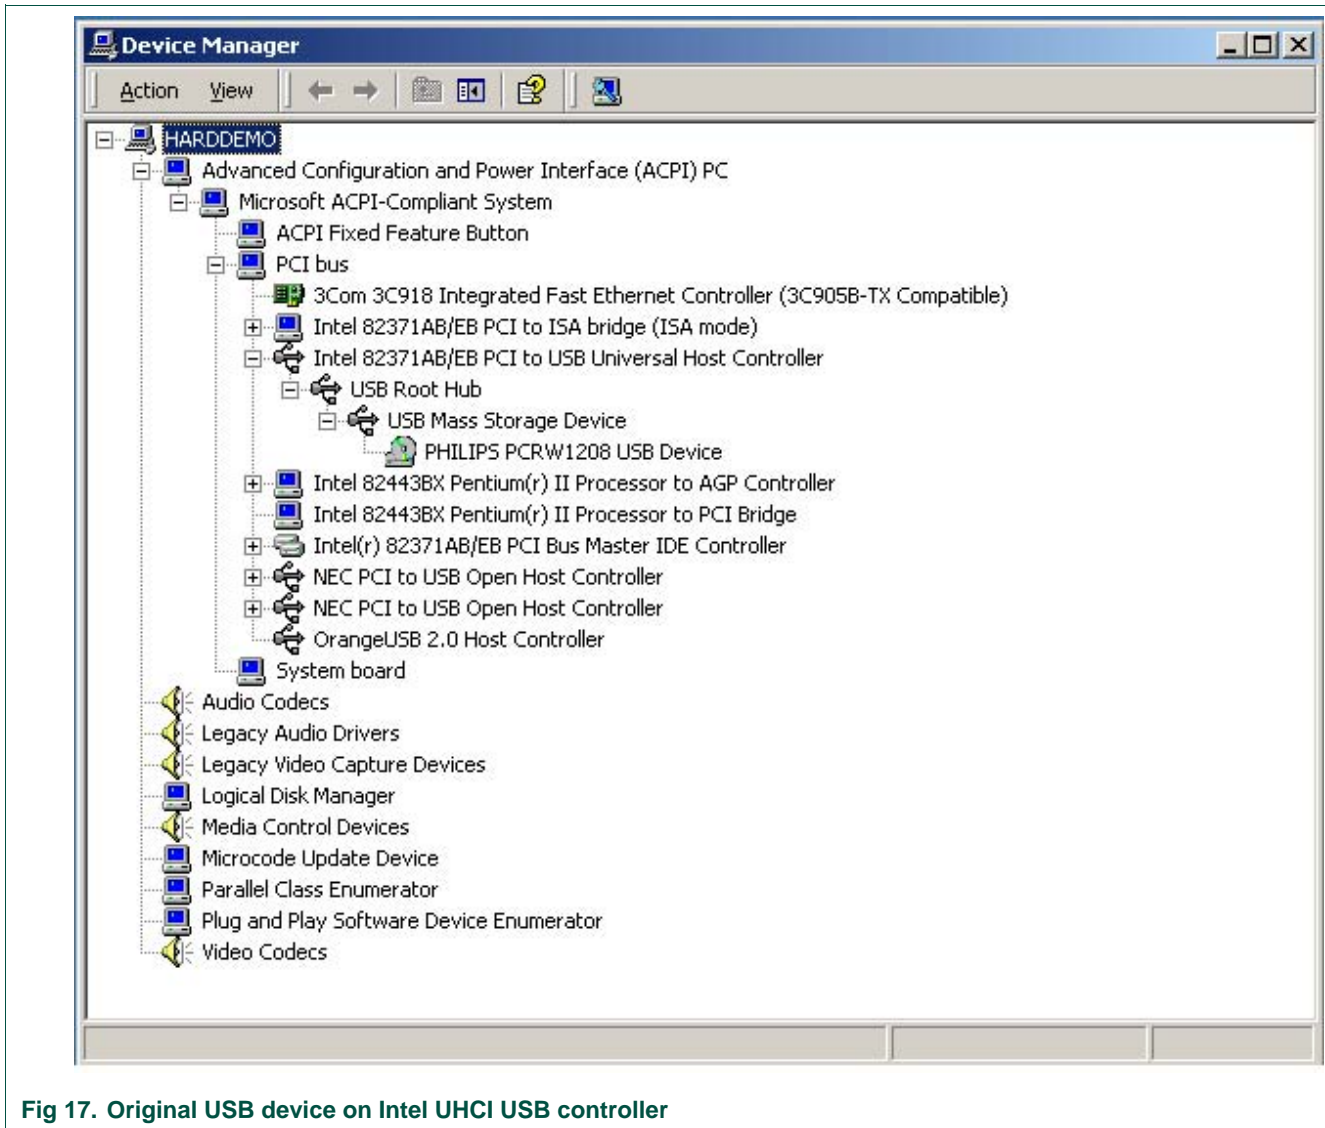 Device Manager
Action View
HARDDEMO
Advanced Configuration and Power Interface (ACPI) PC
Microsoft ACPI-Compliant System
ACPI Fixed Feature Button
PCI bus
3Com 3C918 Integrated Fast Ethernet Controller (3C905B-TX Compatible)
Intel 82371AB/EB PCI to ISA bridge (ISA mode)
Intel 82371AB/EB PCI to USB Universal Host Controller
USB Root Hub
USB Mass Storage Device
PHILIPS PCRW1208 USB Device
Intel 82443BX Pentium(r) II Processor to AGP Controller
Intel 82443BX Pentium(r) II Processor to PCI Bridge
Intel(r) 82371AB/EB PCI Bus Master IDE Controller
NEC PCI to USB Open Host Controller
NEC PCI to USB Open Host Controller
OrangeUSB 2.0 Host Controller
System board
Audio Codecs
Legacy Audio Drivers
Legacy Video Capture Devices
Logical Disk Manager
Media Control Devices
Microcode Update Device
Parallel Class Enumerator
Plug and Play Software Device Enumerator
Video Codecs
Fig 17. Original USB device on Intel UHCI USB controller